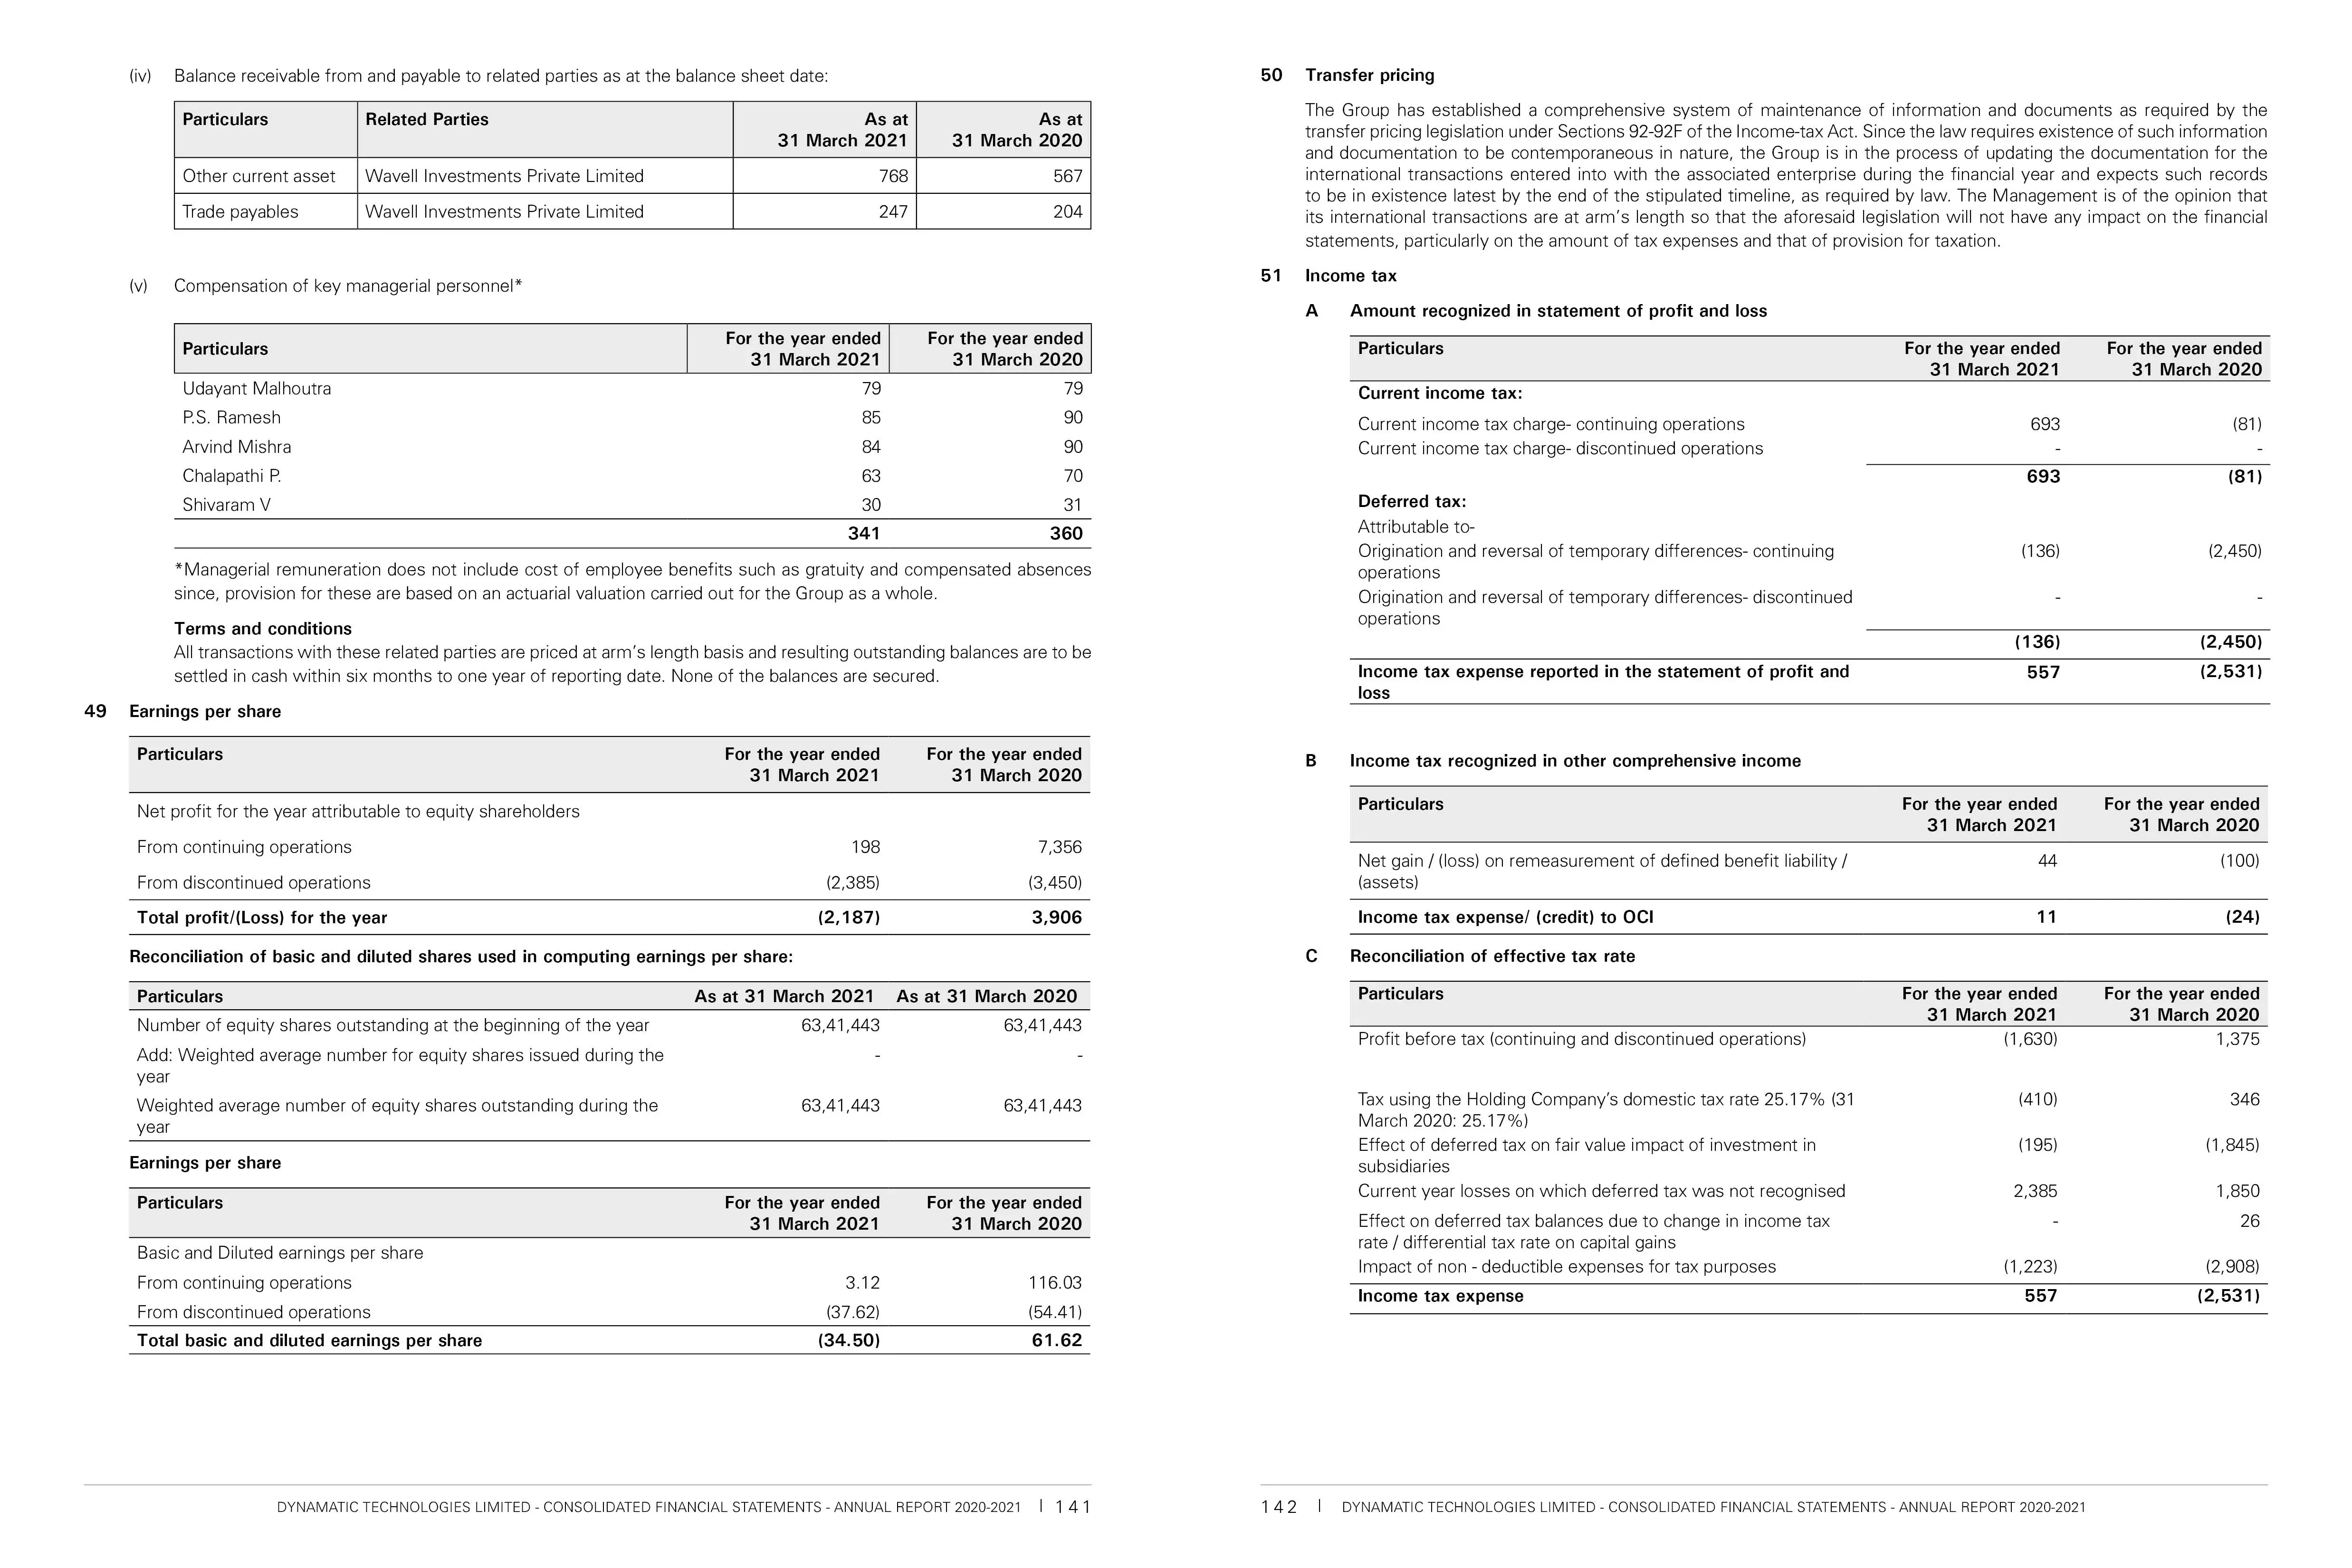 (iv) Balance receivable from and payable to related parties as at the balance sheet date:
Particulars Related Parties As at As at
31 March 2021 31 March 2020
Other current asset Wavell Investments Private Limited 768 567
Trade payables Wavell Investments Private Limited 247 204
(v) Compensation of key managerial personnel*
Particulars For the year ended For the year ended
31 March 2021 31 March 2020
Udayant Malhoutra 79 79
P.S. Ramesh 85 90
Arvind Mishra 84 90
Chalapathi P. 63 70
Shivaram V 30 31
341 360
*Managerial remuneration does not include cost of employee benefits such as gratuity and compensated absences
since, provision for these are based on an actuarial valuation carried out for the Group as a whole.
Terms and conditions
All transactions with these related parties are priced at arm's length basis and resulting outstanding balances are to be
settled in cash within six months to one year of reporting date. None of the balances are secured.
49 Earnings per share
Particulars For the year ended For the year ended
31 March 2021 31 March 2020
Net profit for the year attributable to equity shareholders
From continuing operations 198 7,356
From discontinued operations (2,385) (3,450)
Total profit/(Loss) for the year (2,187) 3,906
Reconciliation of basic and diluted shares used in computing earnings per share:
Particulars As at 31 March 2021 As at 31 March 2020
Number of equity shares outstanding at the beginning of the year 63,41,443 63,41,443
Add: Weighted average number for equity shares issued during the - -
year
Weighted average number of equity shares outstanding during the 63,41,443 63,41,443
year
Earnings per share
Particulars For the year ended For the year ended
31 March 2021 31 March 2020
Basic and Diluted earnings per share
From continuing operations 3.12 116.03
From discontinued operations (37.62) (54.41)
Total basic and diluted earnings per share (34.50) 61.62
DYNAMATIC TECHNOLOGIES LIMITED - CONSOLIDATED FINANCIAL STATEMENTS - ANNUAL REPORT 2020-2021 | 141
50 Transfer pricing
The Group has established a comprehensive system of maintenance of information and documents as required by the
transfer pricing legislation under Sections 92-92F of the Income-tax Act. Since the law requires existence of such information
and documentation to be contemporaneous in nature, the Group is in the process of updating the documentation for the
international transactions entered into with the associated enterprise during the financial year and expects such records
to be in existence latest by the end of the stipulated timeline, as required by law. The Management is of the opinion that
its international transactions are at arm's length so that the aforesaid legislation will not have any impact on the financial
statements, particularly on the amount of tax expenses and that of provision for taxation.
51 Income tax
A Amount recognized in statement of profit and loss
Particulars For the year ended For the year ended
31 March 2021 31 March 2020
Current income tax:
Current income tax charge- continuing operations 693 (81)
Current income tax charge- discontinued operations - -
693 (81)
Deferred tax:
Attributable to-
Origination and reversal of temporary differences- continuing (136) (2,450)
operations
Origination and reversal of temporary differences- discontinued - -
operations
(136) (2,450)
Income tax expense reported in the statement of profit and 557 (2,531)
loss
B Income tax recognized in other comprehensive income
Particulars For the year ended For the year ended
31 March 2021 31 March 2020
Net gain / (loss) on remeasurement of defined benefit liability / 44 (100)
(assets)
Income tax expense/ (credit) to OCI 11 (24)
C Reconciliation of effective tax rate
Particulars For the year ended For the year ended
31 March 2021 31 March 2020
Profit before tax (continuing and discontinued operations) (1,630) 1,375
Tax using the Holding Company's domestic tax rate 25.17% (31 (410) 346
March 2020: 25.17%)
Effect of deferred tax on fair value impact of investment in (195) (1,845)
subsidiaries
Current year losses on which deferred tax was not recognised 2,385 1,850
Effect on deferred tax balances due to change in income tax - 26
rate / differential tax rate on capital gains
Impact of non - deductible expenses for tax purposes (1,223) (2,908)
Income tax expense 557 (2,531)
142 | DYNAMATIC TECHNOLOGIES LIMITED - CONSOLIDATED FINANCIAL STATEMENTS - ANNUAL REPORT 2020-2021